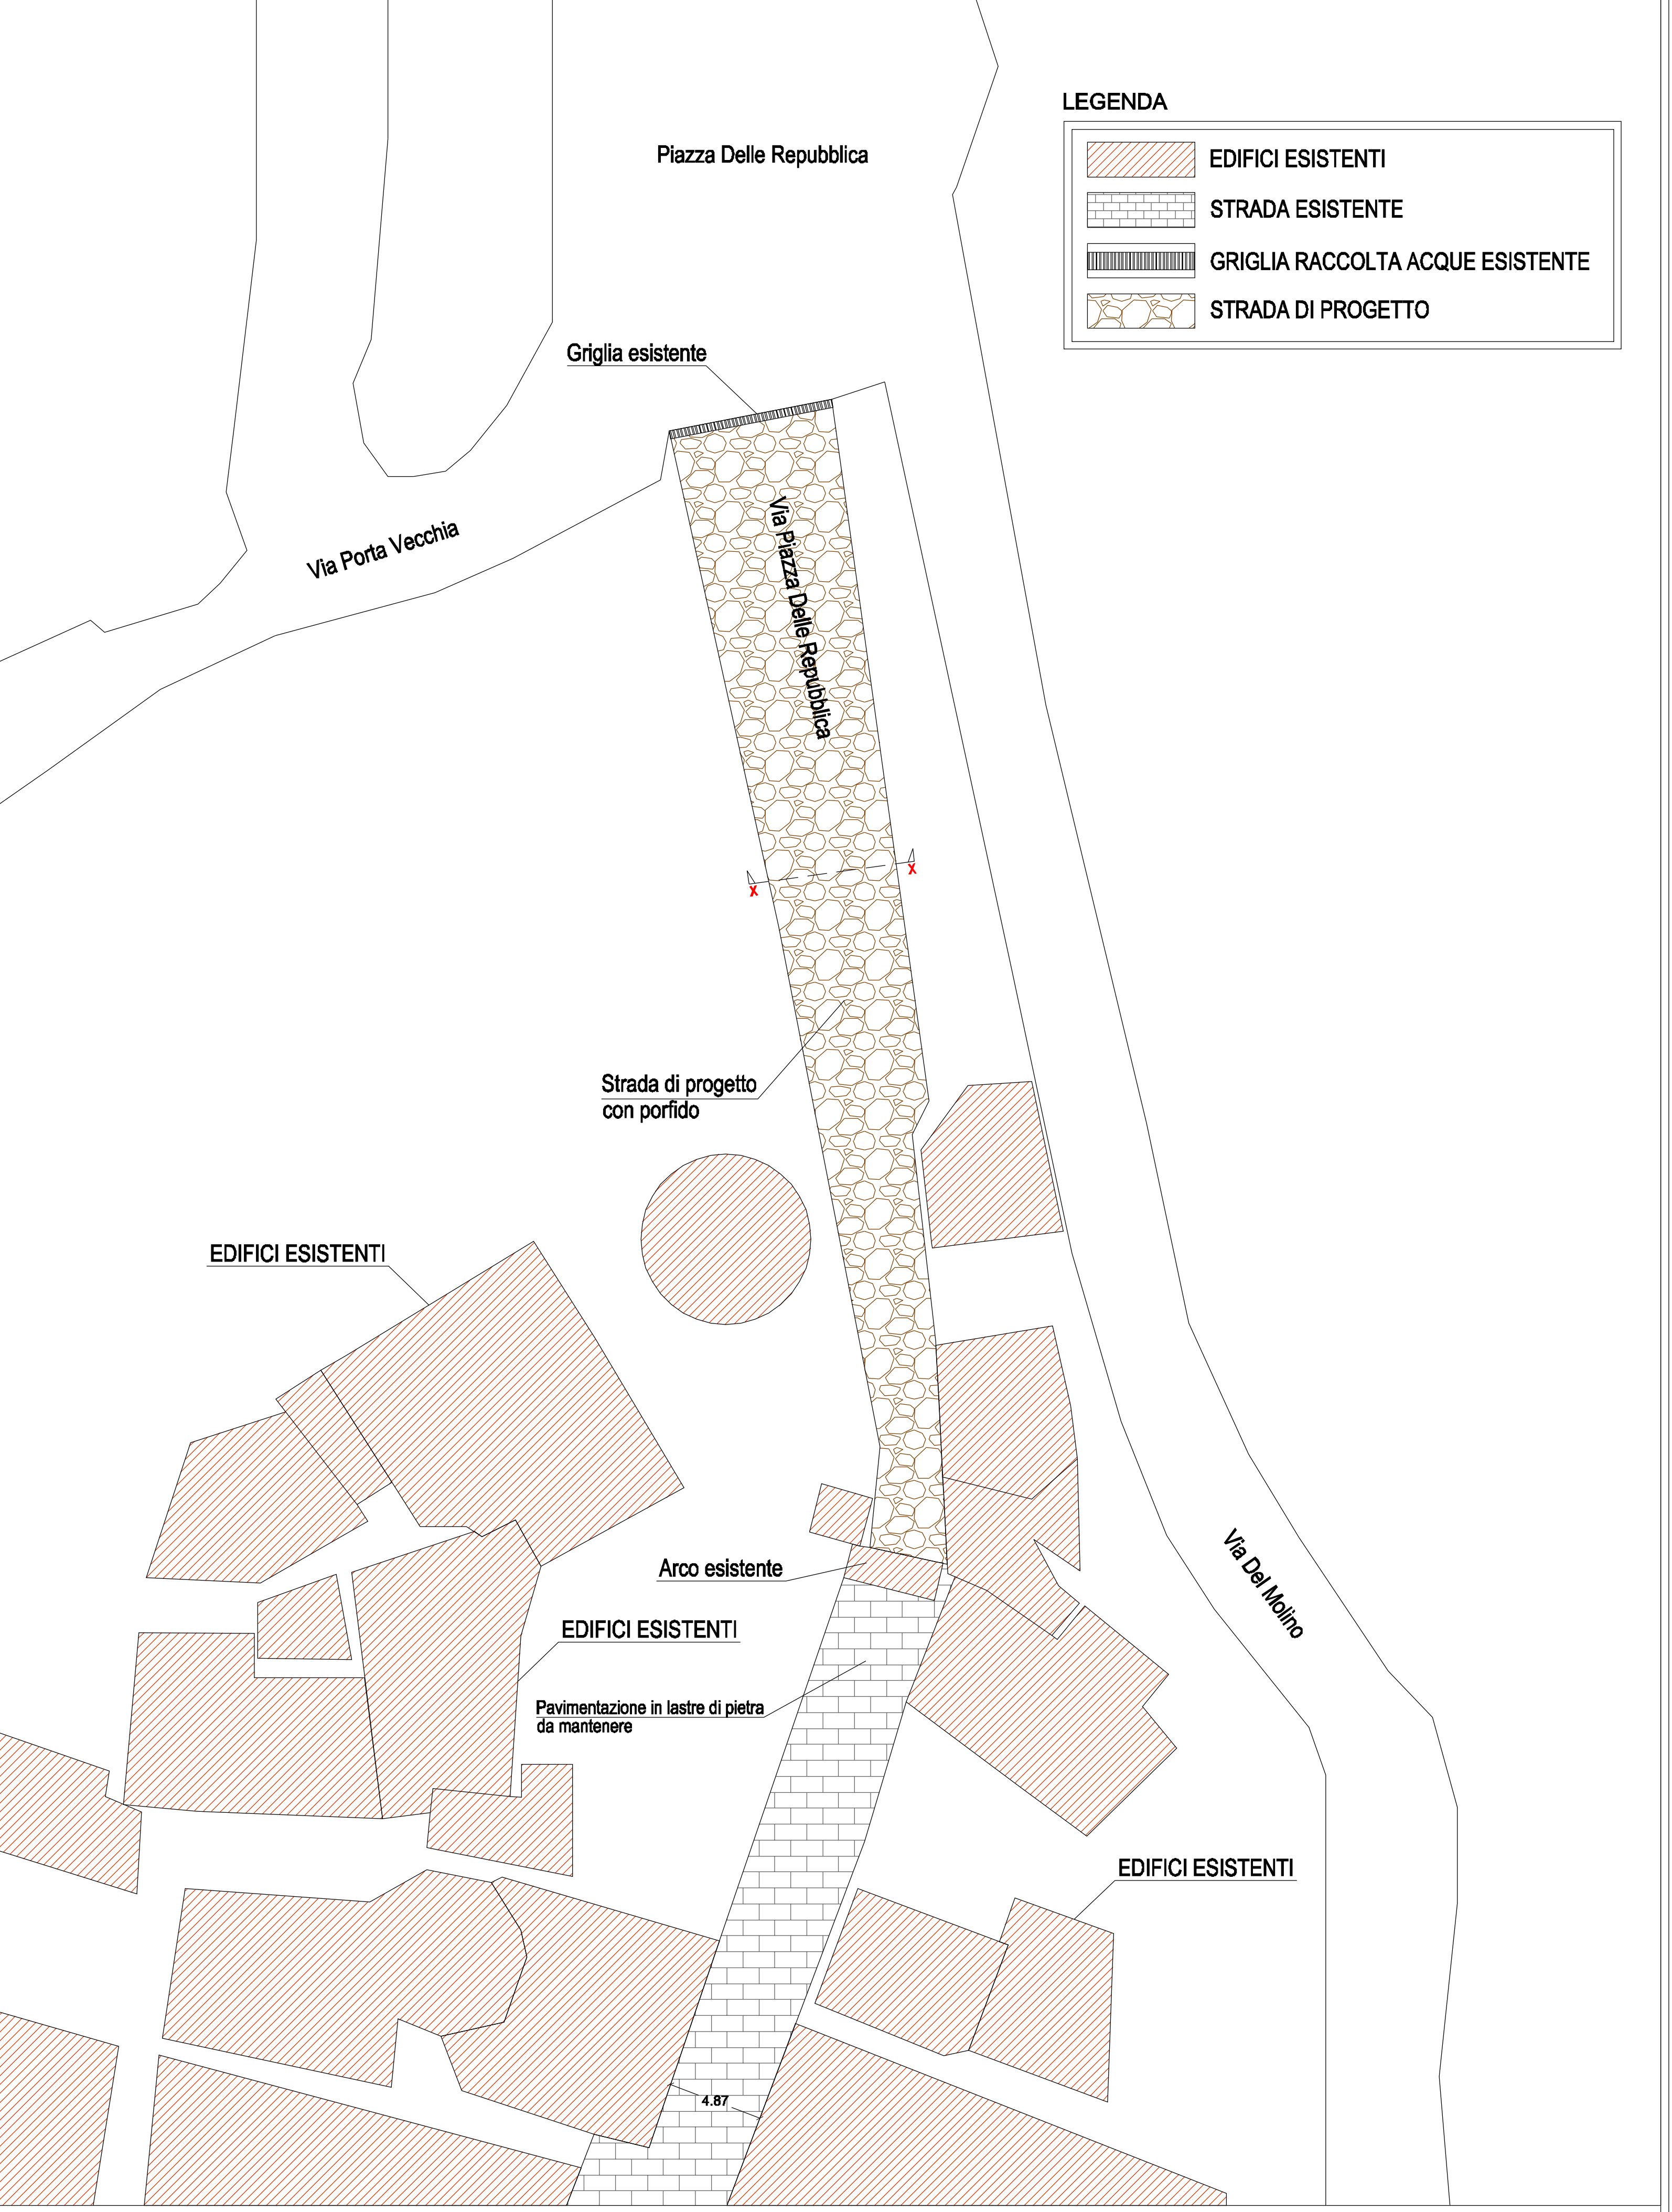 LEGENDA
Piazza Delle Repubblica
EDIFICI ESISTENTI
STRADA ESISTENTE
GRIGLIA RACCOLTA ACQUE ESISTENTE
STRADA DI PROGETTO
Griglia esistente
Via Porta Vecchia
Via Piazza Delle Repubblica
x
x
Strada di progetto
con porfido
EDIFICI ESISTENTI
Arco esistente
Via Del Molino
EDIFICI ESISTENTI
Pavimentazione in lastre di pietra
da mantenere
EDIFICI ESISTENTI
4.87